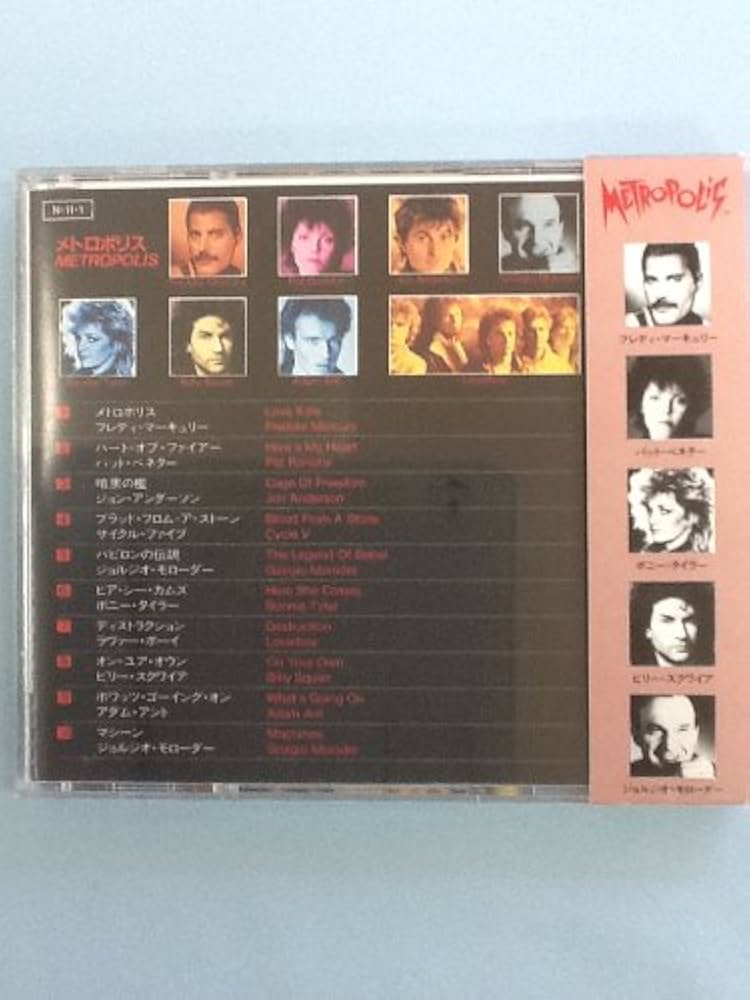 N-11-1
メトロポリス
METROPOLIS
Adam Ant
Loverboy
メトロポリス Love Kills
フレディ・マーキュリー Freddie Mercury
ハート・オブ・ファイアー Here's My Heart
パット・ベネター Pat Benatar
暗黒の檻 Cage Of Freedom
ジョン・アンダーソン Jon Anderson
ブラッド・フロム・ア・ストーン Blood From A Stone
サイクル・ファイブ Cycle V
バビロンの伝説 The Legend Of Babel
ジョルジオ・モローダー Giorgio Moroder
ヒア・シー・カムズ Here She Comes
ボニー・タイラー Bonnie Tyler
ディストラクション Destruction
ラヴァー・ボーイ Loverboy
オン・ユア・オウン On Your Own
ビリー・スクワイア Billy Squier
ホワッツ・ゴーイング・オン What's Going On
アダム・アント Adam Ant
マシーン Machines
ジョルジオ・モローダー Giorgio Moroder
METROPOLIS
フレディ・マーキュリー
パット・ベネター
ボニー・タイラー
ビリー・スクワイア
ジョルジオ・モローダー